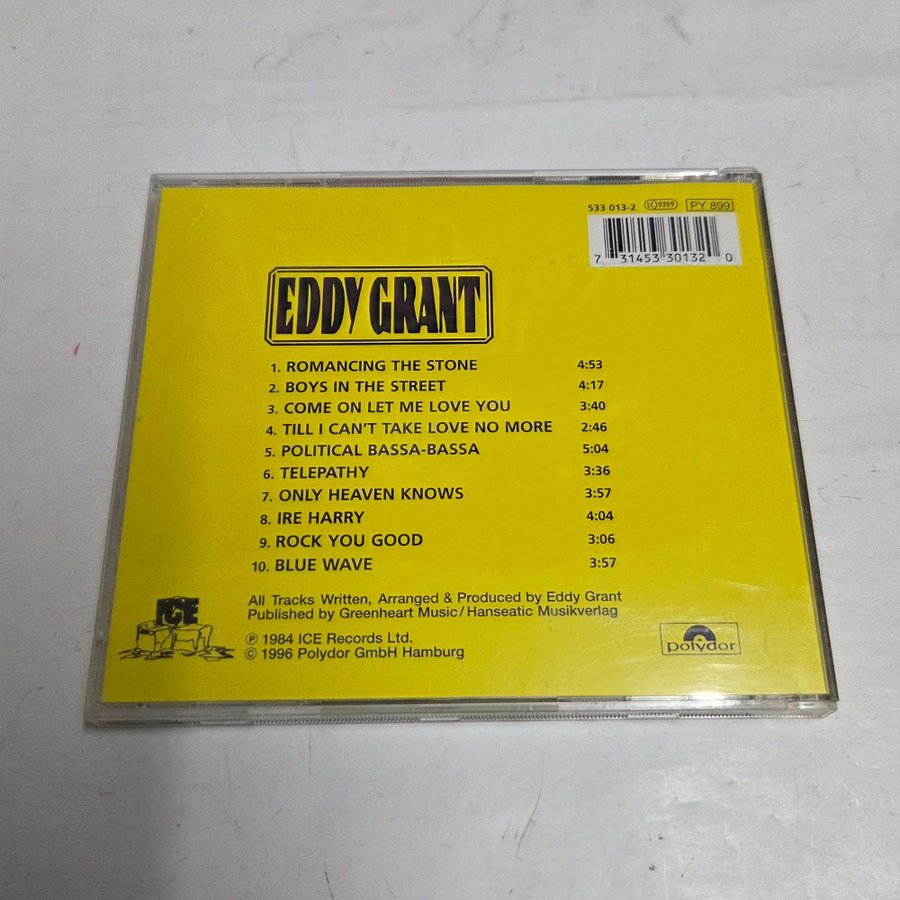 533 013-2 LC 0309 PY 899
7 31453 30132 0
EDDY GRANT
1. ROMANCING THE STONE 4:53
2. BOYS IN THE STREET 4:17
3. COME ON LET ME LOVE YOU 3:40
4. TILL I CAN'T TAKE LOVE NO MORE 2:46
5. POLITICAL BASSA-BASSA 5:04
6. TELEPATHY 3:36
7. ONLY HEAVEN KNOWS 3:57
8. IRE HARRY 4:04
9. ROCK YOU GOOD 3:06
10. BLUE WAVE 3:57
All Tracks Written, Arranged & Produced by Eddy Grant
Published by Greenheart Music/Hanseatic Musikverlag
ICE
℗ 1984 ICE Records Ltd.
© 1996 Polydor GmbH Hamburg
polydor